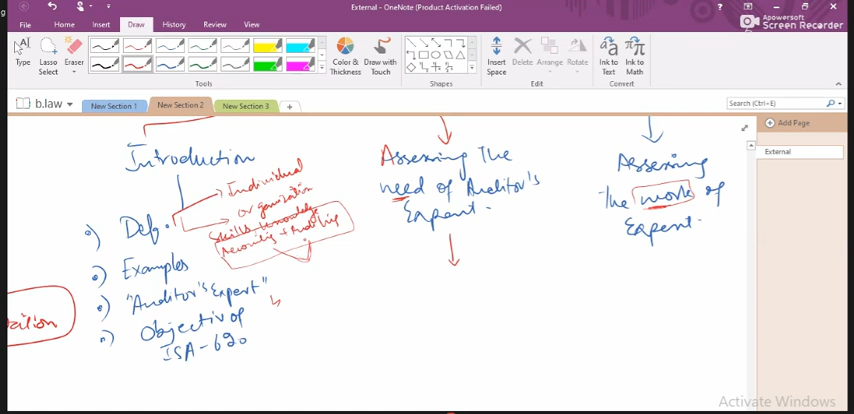 External - OneNote (Product Activation Failed)
File Home Insert Draw History Review View
Apowersoft
Screen Recorder
Type
Lasso
Select
Eraser
Color &
Thickness
Draw with
Touch
Insert
Space
Delete
Arrange
Rotate
Ink to
Text
Ink to
Math
Tools
Shapes
Edit
Convert
b.law
New Section 1
New Section 2
New Section 3
Search (Ctrl+E)
Add Page
External
Introduction
Def.
Individual
or
organization
Skills knowledge
Examples
"Auditor's Expert"
Objectiv of
ISA-620
Assessing The
need of Auditor's
Expert.
Assessing
The work of
Expert.
Activate Windows